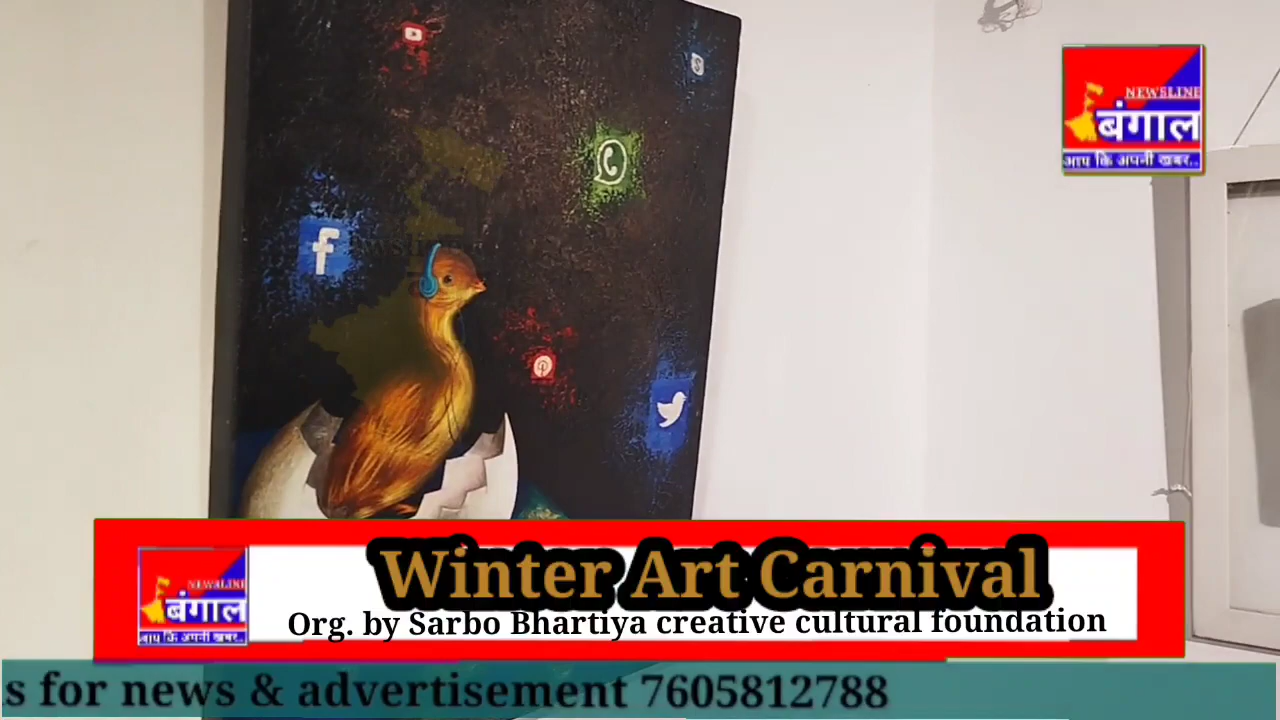 NEWSLINE
बंगाल
आप कि अपनी खबर..
f
Winter Art Carnival
Org. by Sarbo Bhartiya creative cultural foundation
NEWSLINE
बंगाल
आप कि अपनी खबर..
s for news & advertisement 7605812788